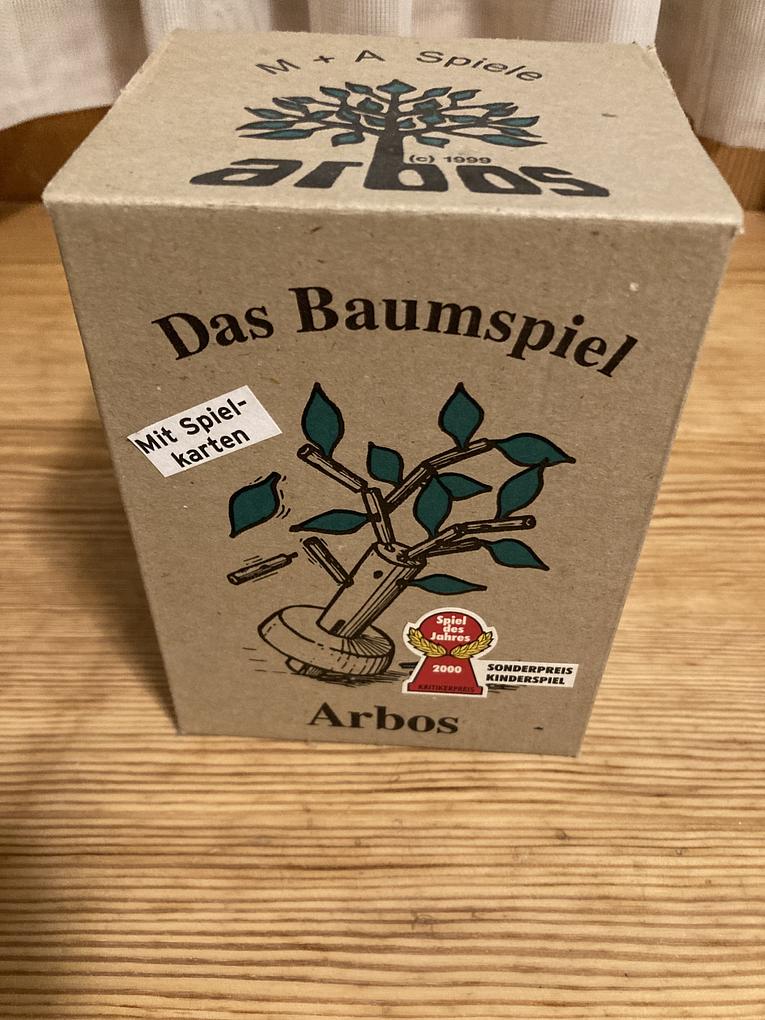 M + A Spiele
(c) 1999
arbos
Das Baumspiel
Mit Spiel-
karten
Spiel
des
Jahres
2000
KRITIKERPREIS
SONDERPREIS
KINDERSPIEL
Arbos